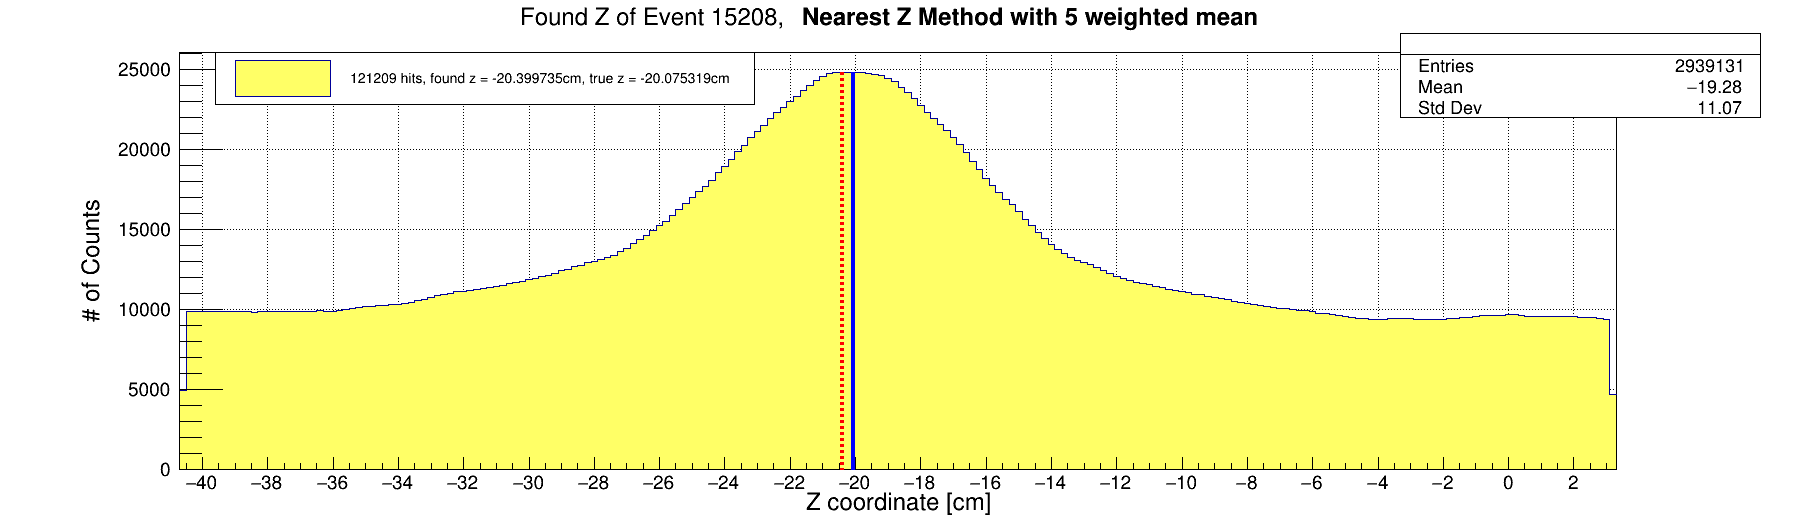 Found Z of Event 15208, Nearest Z Method with 5 weighted mean
121209 hits, found z = -20.399735cm, true z = -20.075319cm
Entries 2939131
Mean −19.28
Std Dev 11.07
# of Counts
25000
20000
15000
10000
5000
0
−40 −38 −36 −34 −32 −30 −28 −26 −24 −22 −20 −18 −16 −14 −12 −10 −8 −6 −4 −2 0 2
Z coordinate [cm]